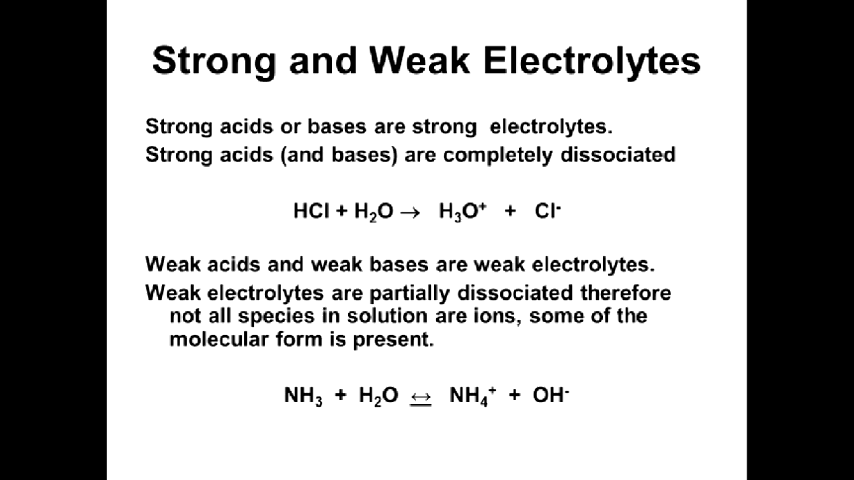 Strong and Weak Electrolytes
Strong acids or bases are strong electrolytes.
Strong acids (and bases) are completely dissociated
HCl + H₂O → H₃O⁺ + Cl⁻
Weak acids and weak bases are weak electrolytes.
Weak electrolytes are partially dissociated therefore
not all species in solution are ions, some of the
molecular form is present.
NH₃ + H₂O ↔ NH₄⁺ + OH⁻